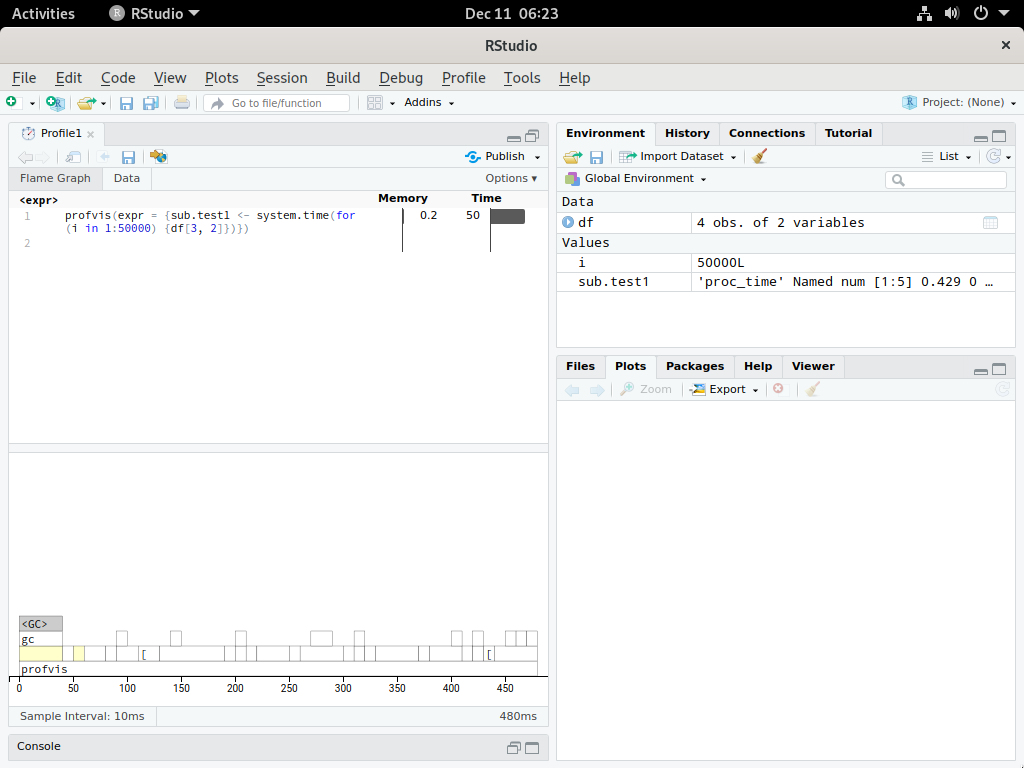 Activities RStudio Dec 11 06:23
RStudio
File Edit Code View Plots Session Build Debug Profile Tools Help
Go to file/function Addins Project: (None)
Profile1
Publish
Flame Graph Data Options
<expr> Memory Time
1 profvis(expr = {sub.test1 <- system.time(for 0.2 50
(i in 1:50000) {df[3, 2]})})
2
<GC>
gc
[ [
profvis
0 50 100 150 200 250 300 350 400 450
Sample Interval: 10ms 480ms
Console
Environment History Connections Tutorial
Import Dataset List
Global Environment
Data
df 4 obs. of 2 variables
Values
i 50000L
sub.test1 'proc_time' Named num [1:5] 0.429 0 …
Files Plots Packages Help Viewer
Zoom Export